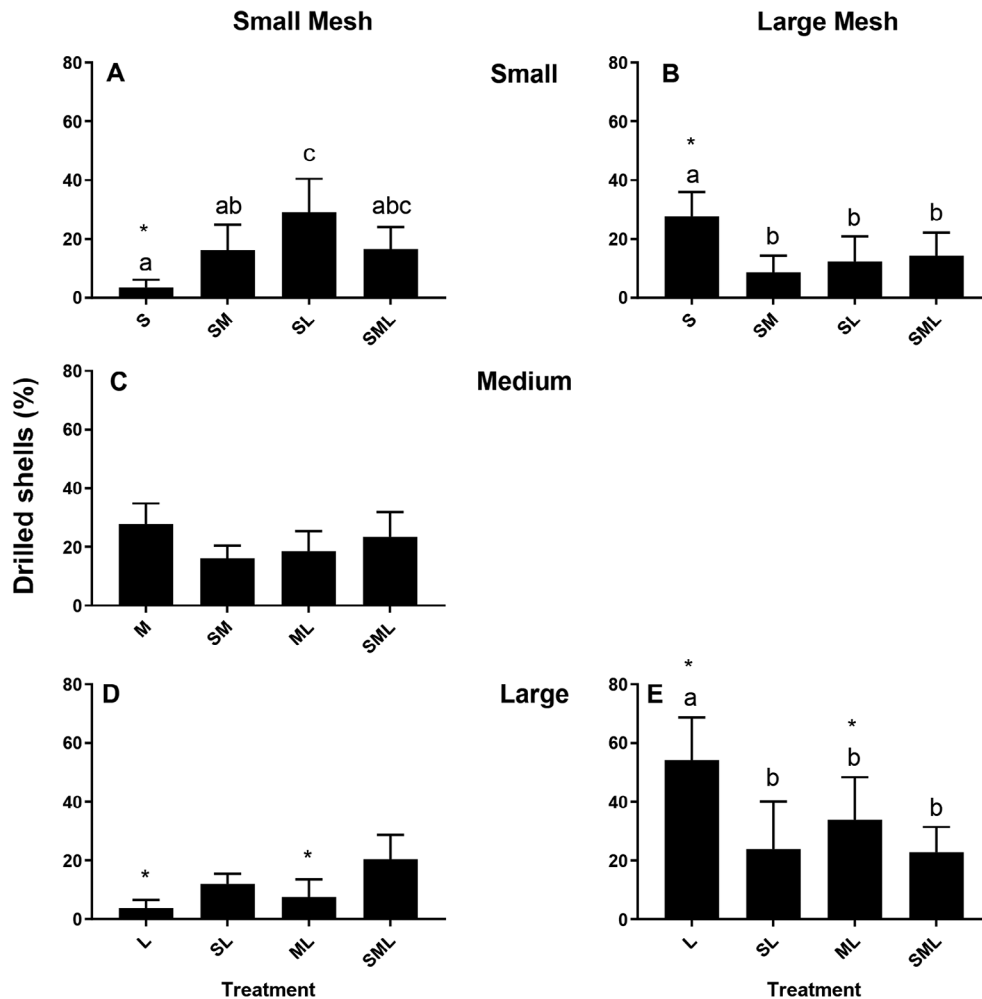 Small Mesh
Large Mesh
A
Small
B
80
60
40
20
0
*
a
ab
c
abc
S
SM
SL
SML
80
60
40
20
0
*
a
b
b
b
S
SM
SL
SML
Drilled shells (%)
C
Medium
80
60
40
20
0
M
SM
ML
SML
D
Large
E
80
60
40
20
0
*
*
L
SL
ML
SML
Treatment
80
60
40
20
0
*
a
b
*
b
b
L
SL
ML
SML
Treatment